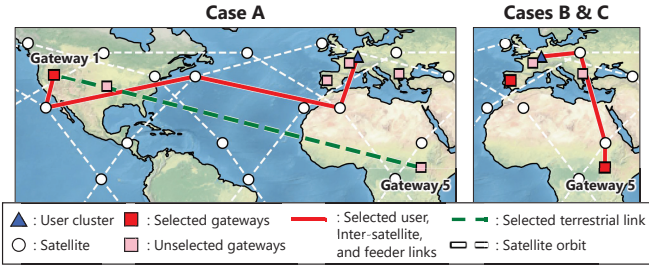 Case A
Cases B & C
Gateway 1
Gateway 5
Gateway 5
: User cluster
: Selected gateways
: Selected user,
Inter-satellite,
and feeder links
: Selected terrestrial link
: Satellite
: Unselected gateways
: Satellite orbit